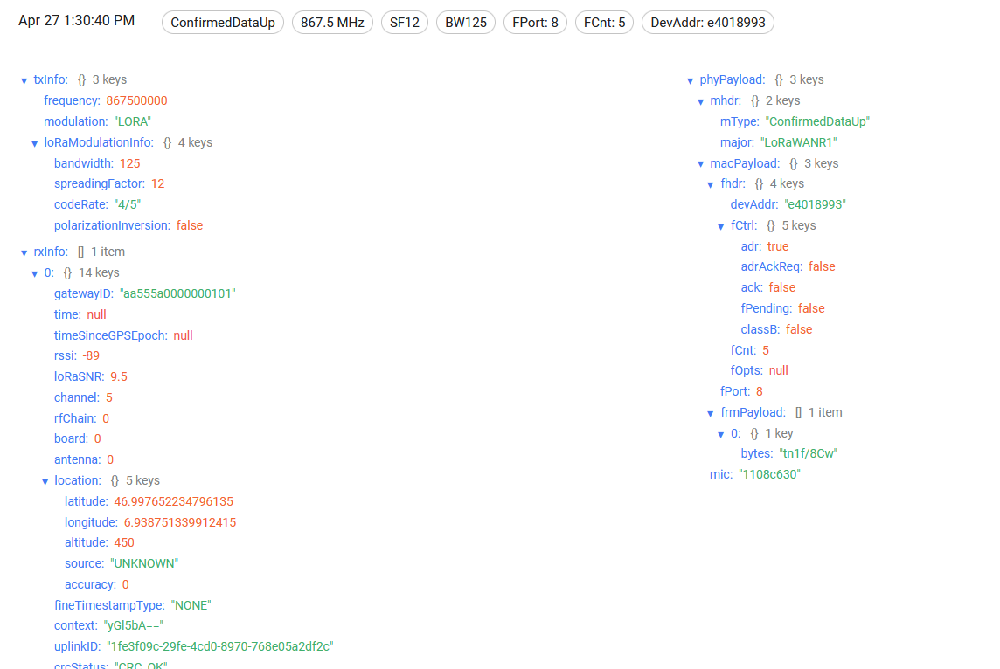 Apr 27 1:30:40 PM ConfirmedDataUp 867.5 MHz SF12 BW125 FPort: 8 FCnt: 5 DevAddr: e4018993
txInfo: {} 3 keys
frequency: 867500000
modulation: "LORA"
loRaModulationInfo: {} 4 keys
bandwidth: 125
spreadingFactor: 12
codeRate: "4/5"
polarizationInversion: false
rxInfo: [] 1 item
0: {} 14 keys
gatewayID: "aa555a0000000101"
time: null
timeSinceGPSEpoch: null
rssi: -89
loRaSNR: 9.5
channel: 5
rfChain: 0
board: 0
antenna: 0
location: {} 5 keys
latitude: 46.997652234796135
longitude: 6.938751339912415
altitude: 450
source: "UNKNOWN"
accuracy: 0
fineTimestampType: "NONE"
context: "yGl5bA=="
uplinkID: "1fe3f09c-29fe-4cd0-8970-768e05a2df2c"
crcStatus: "CRC_OK"
phyPayload: {} 3 keys
mhdr: {} 2 keys
mType: "ConfirmedDataUp"
major: "LoRaWANR1"
macPayload: {} 3 keys
fhdr: {} 4 keys
devAddr: "e4018993"
fCtrl: {} 5 keys
adr: true
adrAckReq: false
ack: false
fPending: false
classB: false
fCnt: 5
fOpts: null
fPort: 8
frmPayload: [] 1 item
0: {} 1 key
bytes: "tn1f/8Cw"
mic: "1108c630"